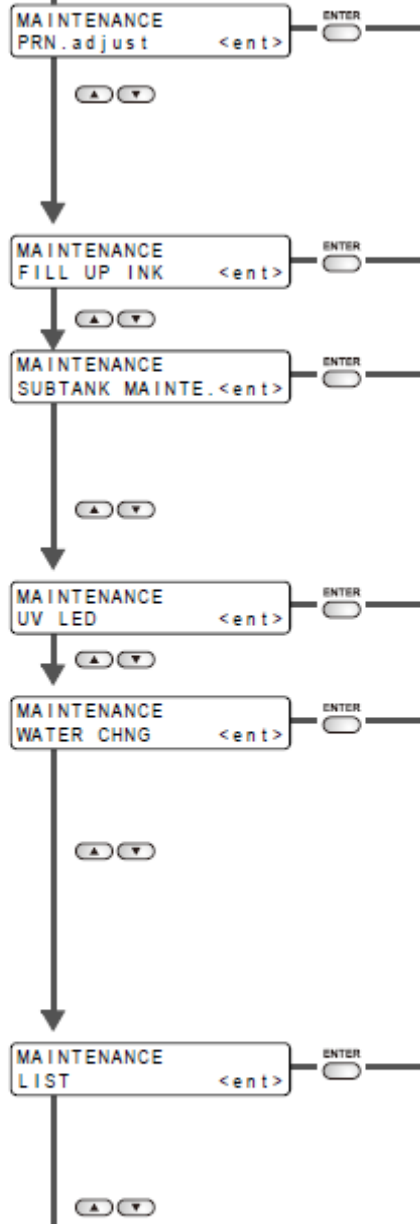 MAINTENANCE
PRN.adjust <ent>
ENTER
MAINTENANCE
FILL UP INK <ent>
ENTER
MAINTENANCE
SUBTANK MAINTE.<ent>
ENTER
MAINTENANCE
UV LED <ent>
ENTER
MAINTENANCE
WATER CHNG <ent>
ENTER
MAINTENANCE
LIST <ent>
ENTER